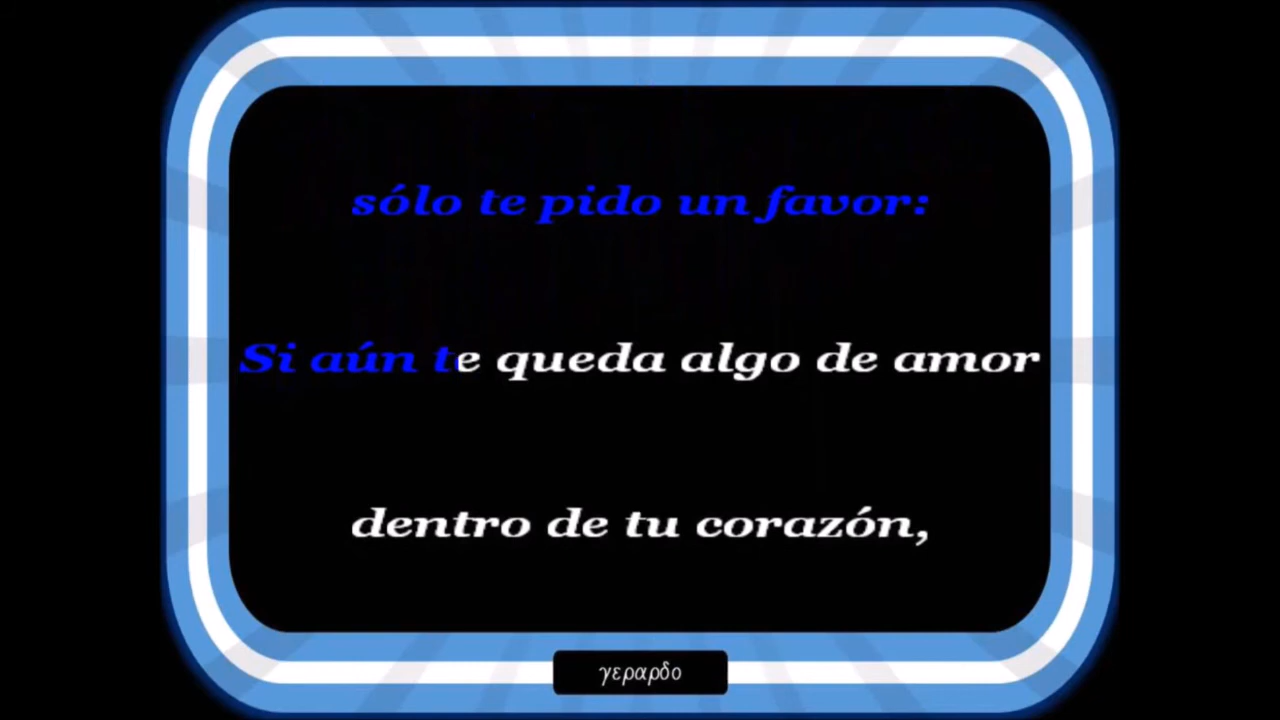 sólo te pido un favor:
Si aún te queda algo de amor
dentro de tu corazón,
γεραρδο